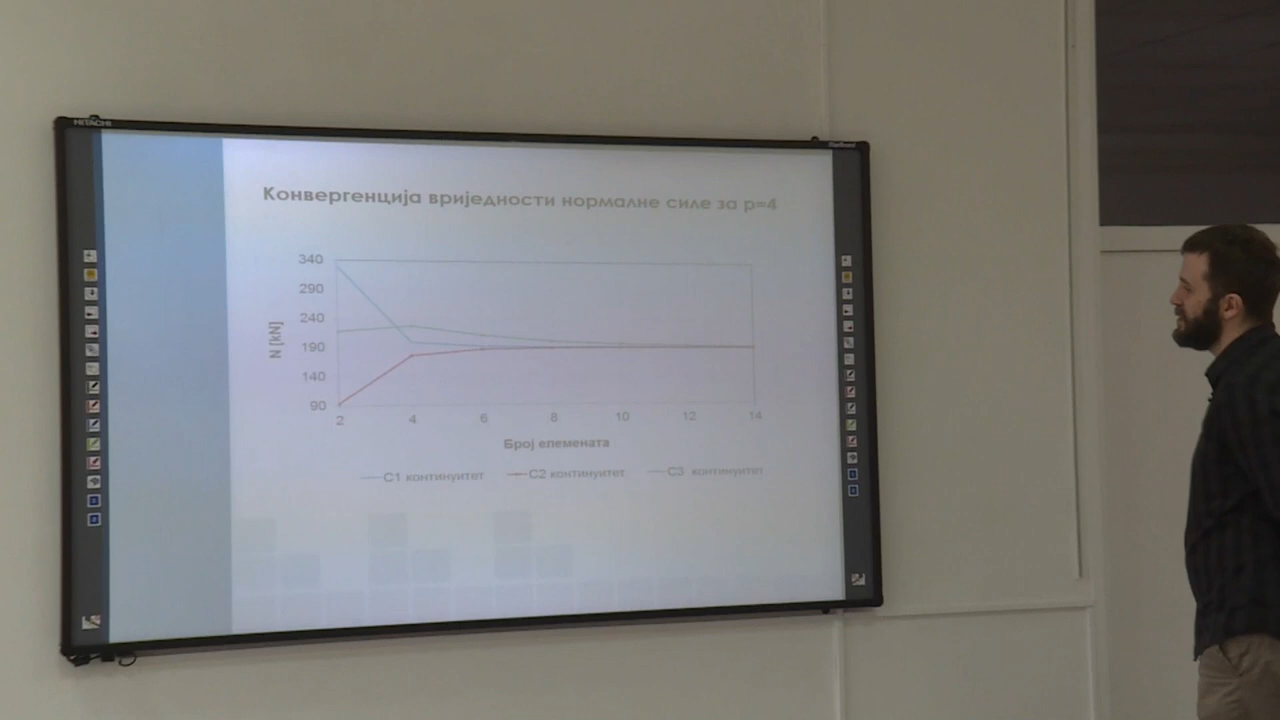 HITACHI
Конвергенција вриједности нормалне силе за p=4
340
290
240
190
140
90
N [kN]
2 4 6 8 10 12 14
Број елемената
C1 континуитет C2 континуитет C3 континуитет